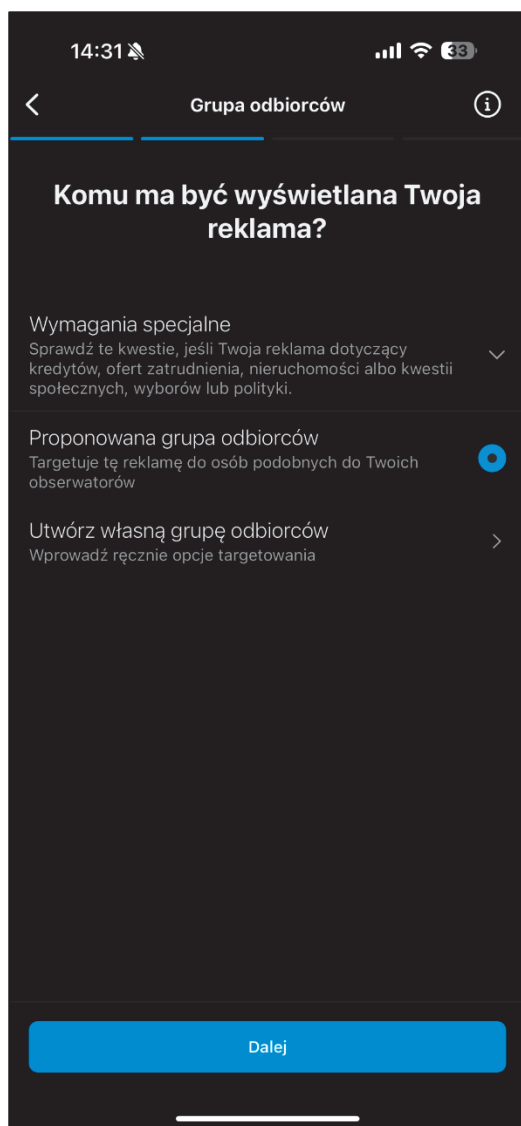 14:31
33
Grupa odbiorców
Komu ma być wyświetlana Twoja
reklama?
Wymagania specjalne
Sprawdź te kwestie, jeśli Twoja reklama dotyczący
kredytów, ofert zatrudnienia, nieruchomości albo kwestii
społecznych, wyborów lub polityki.
Proponowana grupa odbiorców
Targetuje tę reklamę do osób podobnych do Twoich
obserwatorów
Utwórz własną grupę odbiorców
Wprowadź ręcznie opcje targetowania
Dalej